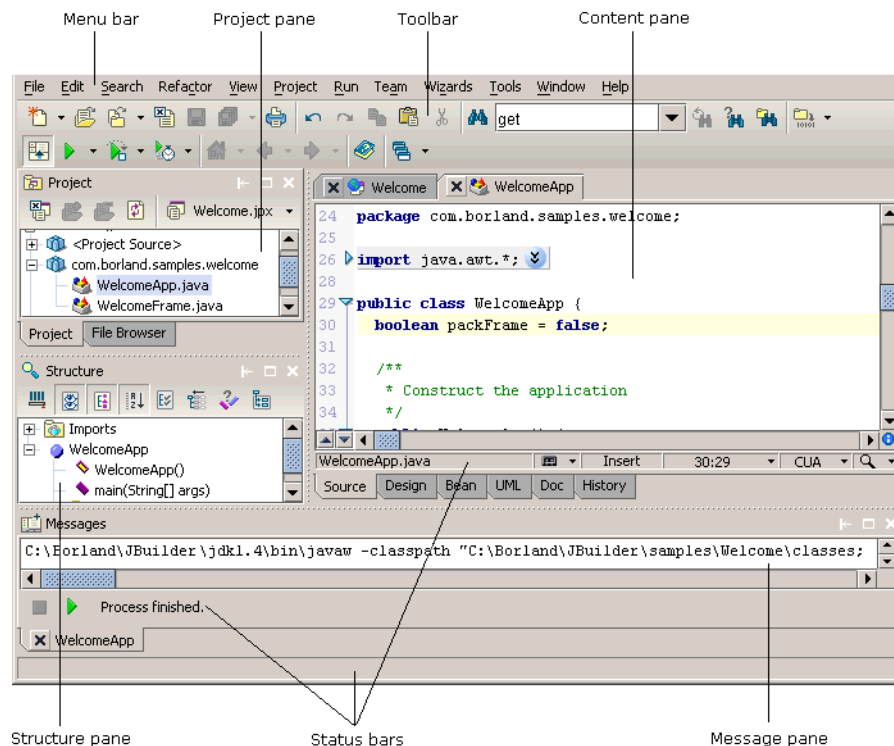 Menu bar
Project pane
Toolbar
Content pane
File Edit Search Refactor View Project Run Team Wizards Tools Window Help
get
Project
Welcome.jpx
<Project Source>
com.borland.samples.welcome
WelcomeApp.java
WelcomeFrame.java
Project File Browser
Structure
Imports
WelcomeApp
WelcomeApp()
main(String[] args)
Welcome WelcomeApp
24 package com.borland.samples.welcome;
25
26 import java.awt.*;
28
29 public class WelcomeApp {
30 boolean packFrame = false;
31
32 /**
33 * Construct the application
34 */
WelcomeApp.java Insert 30:29 CUA
Source Design Bean UML Doc History
Messages
C:\Borland\JBuilder\jdk1.4\bin\javaw -classpath "C:\Borland\JBuilder\samples\Welcome\classes;
Process finished.
WelcomeApp
Structure pane
Status bars
Message pane